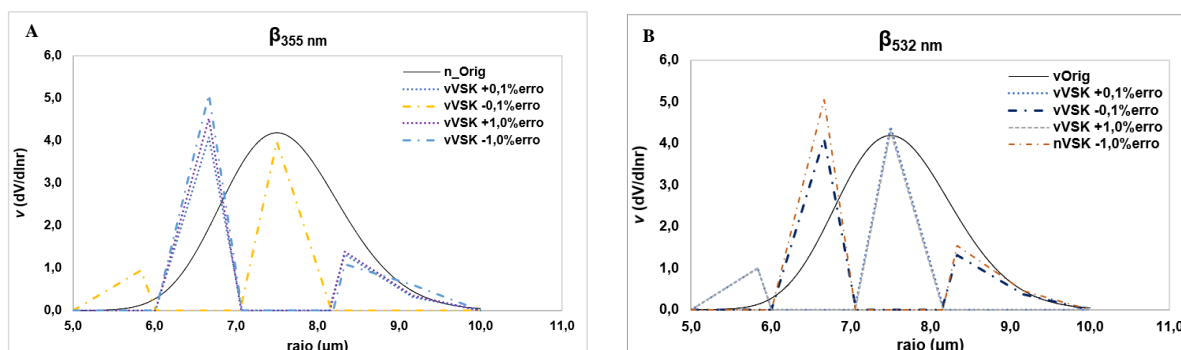 A
β355 nm
n_Orig
vVSK +0,1%erro
vVSK -0,1%erro
vVSK +1,0%erro
vVSK -1,0%erro
v (dV/dlnr)
6,0
5,0
4,0
3,0
2,0
1,0
0,0
5,0 6,0 7,0 8,0 9,0 10,0 11,0
raio (µm)
B
β532 nm
vOrig
vVSK +0,1%erro
vVSK -0,1%erro
vVSK +1,0%erro
nVSK -1,0%erro
v (dV/dlnr)
6,0
5,0
4,0
3,0
2,0
1,0
0,0
5,0 6,0 7,0 8,0 9,0 10,0 11,0
raio (µm)